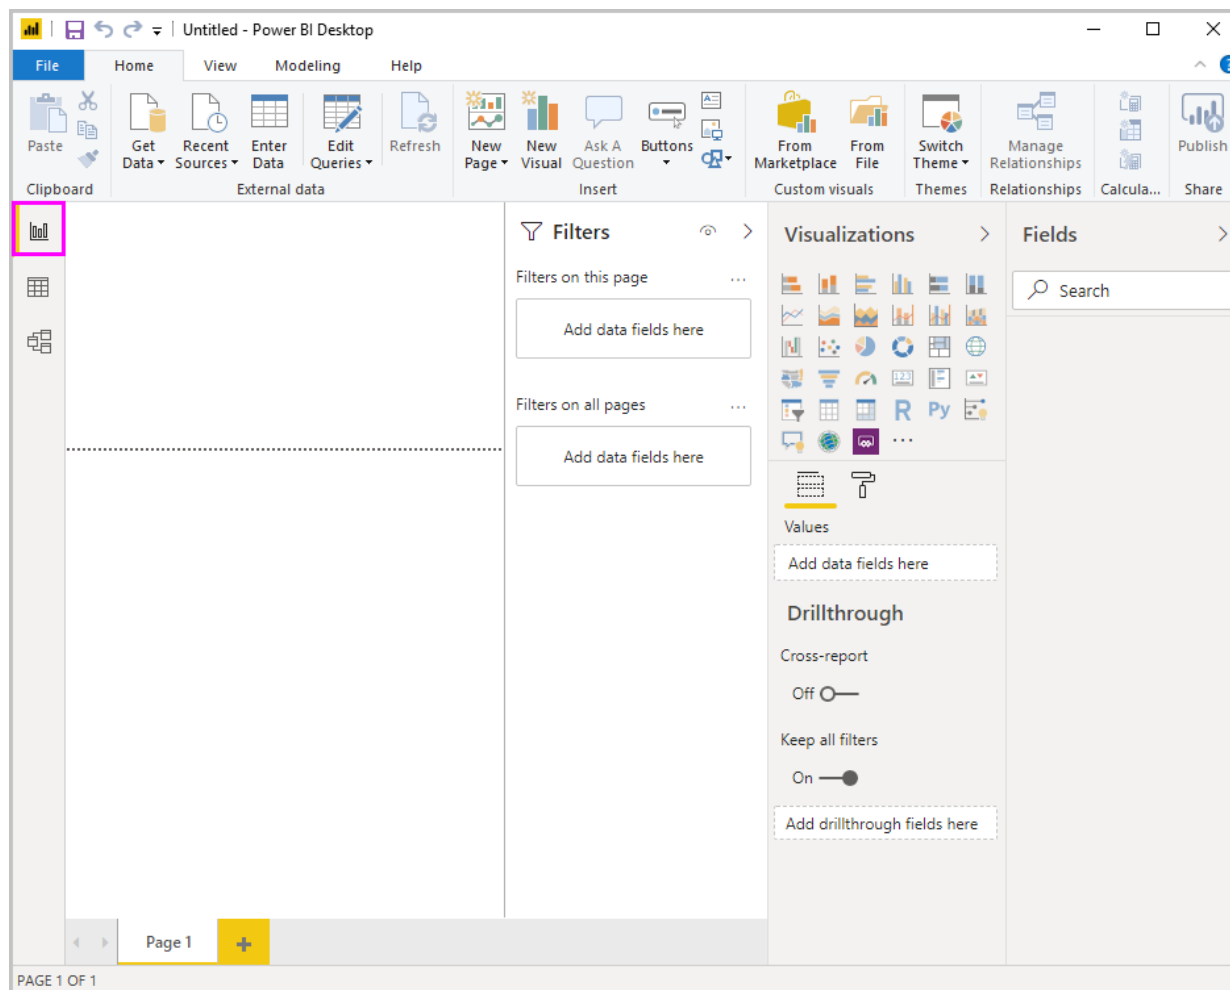 Untitled - Power BI Desktop
File Home View Modeling Help
Paste
Get Data
Recent Sources
Enter Data
Edit Queries
Refresh
New Page
New Visual
Ask A Question
Buttons
From Marketplace
From File
Switch Theme
Manage Relationships
Publish
Clipboard External data Insert Custom visuals Themes Relationships Calcula... Share
Filters
Filters on this page ...
Add data fields here
Filters on all pages ...
Add data fields here
Visualizations
123
R Py
...
Values
Add data fields here
Drillthrough
Cross-report
Off
Keep all filters
On
Add drillthrough fields here
Fields
Search
Page 1 +
PAGE 1 OF 1